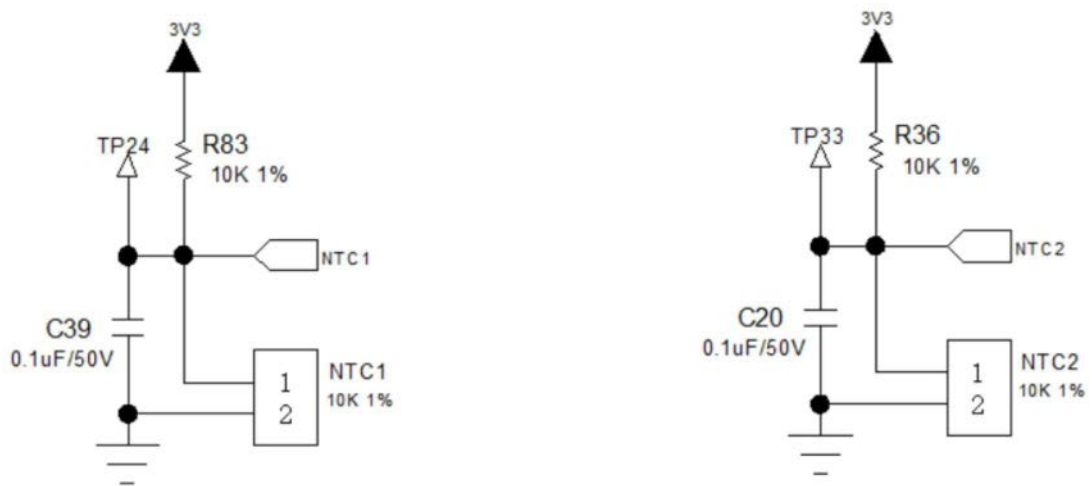 3V3
TP24
R83
10K 1%
NTC1
C39
0.1uF/50V
1
2
NTC1
10K 1%
3V3
TP33
R36
10K 1%
NTC2
C20
0.1uF/50V
1
2
NTC2
10K 1%